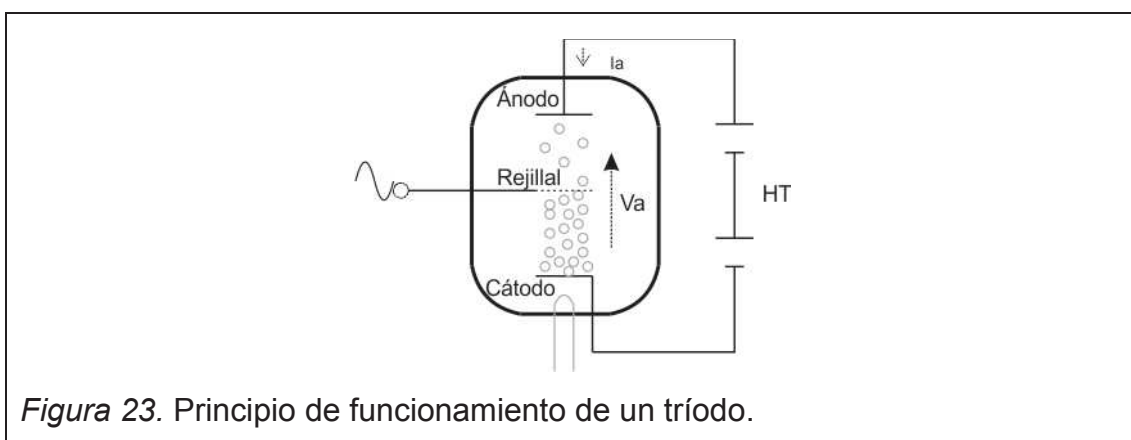 Ia
Ánodo
Rejillal
Va
HT
Cátodo
Figura 23. Principio de funcionamiento de un tríodo.